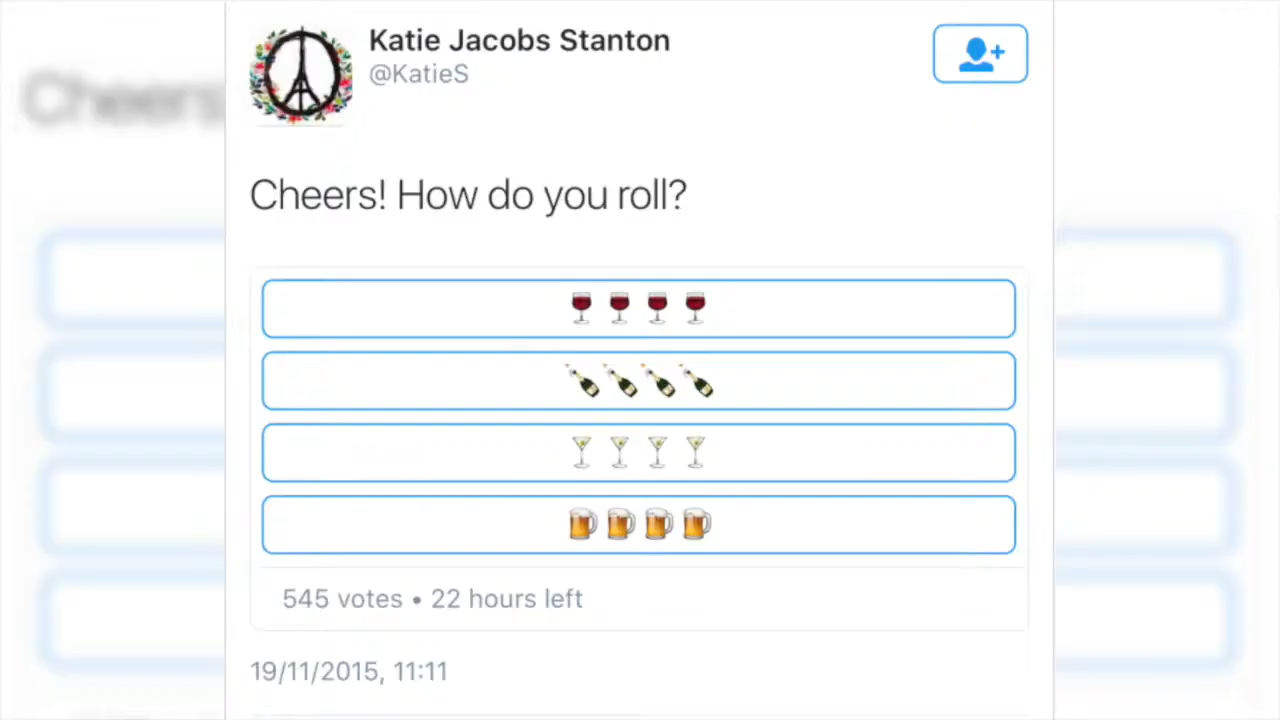 Katie Jacobs Stanton
@KatieS
Cheers! How do you roll?
🍷 🍷 🍷 🍷
🍾 🍾 🍾 🍾
🍸 🍸 🍸 🍸
🍺 🍺 🍺 🍺
545 votes • 22 hours left
19/11/2015, 11:11